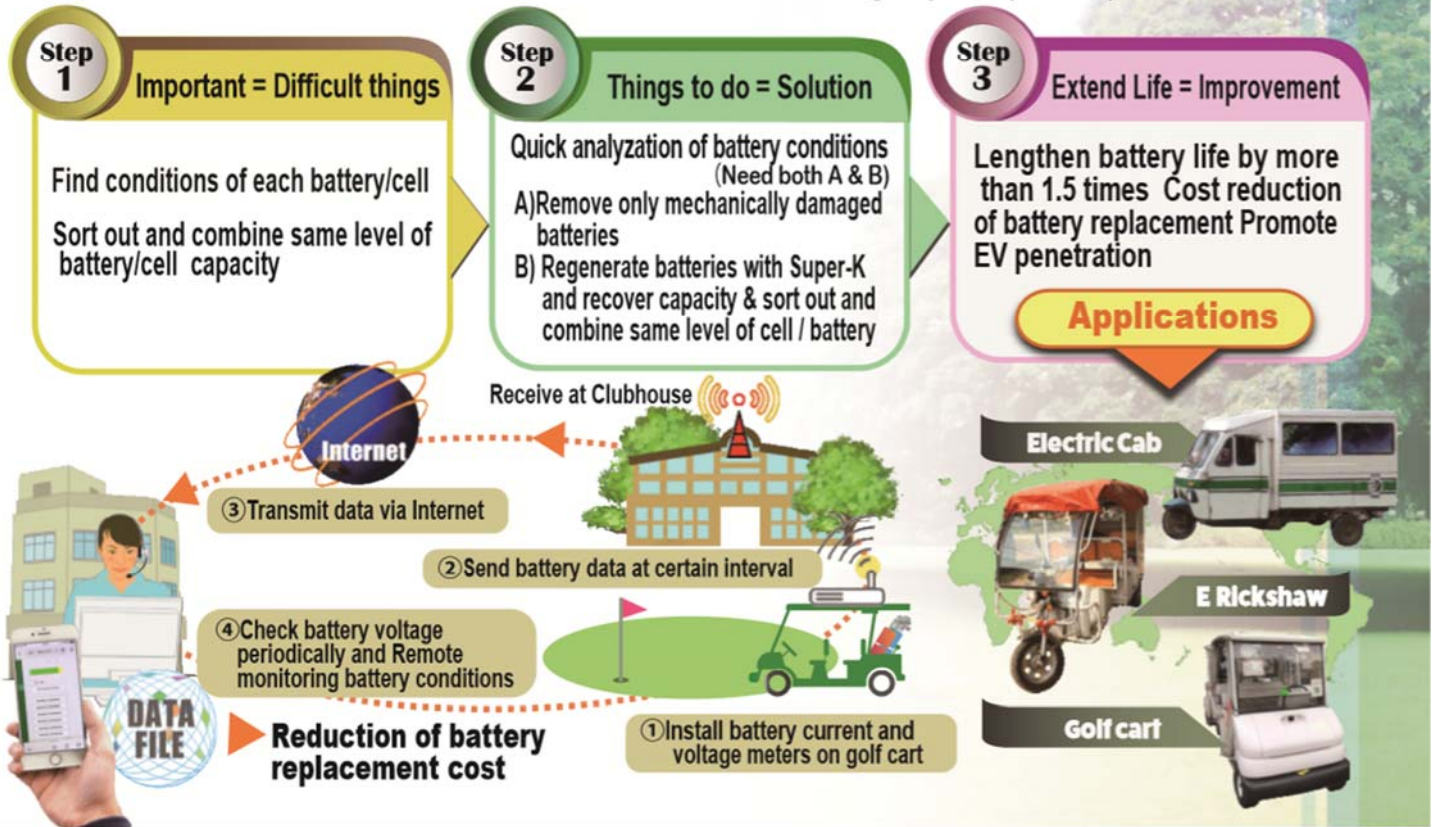 Step
1
Important = Difficult things
Find conditions of each battery/cell
Sort out and combine same level of
battery/cell capacity
Step
2
Things to do = Solution
Quick analyzation of battery conditions
(Need both A & B)
A)Remove only mechanically damaged
batteries
B) Regenerate batteries with Super-K
and recover capacity & sort out and
combine same level of cell / battery
Step
3
Extend Life = Improvement
Lengthen battery life by more
than 1.5 times Cost reduction
of battery replacement Promote
EV penetration
Applications
Receive at Clubhouse
Internet
③Transmit data via Internet
②Send battery data at certain interval
④Check battery voltage
periodically and Remote
monitoring battery conditions
①Install battery current and
voltage meters on golf cart
DATA
FILE
Reduction of battery
replacement cost
Electric Cab
E Rickshaw
Golf cart